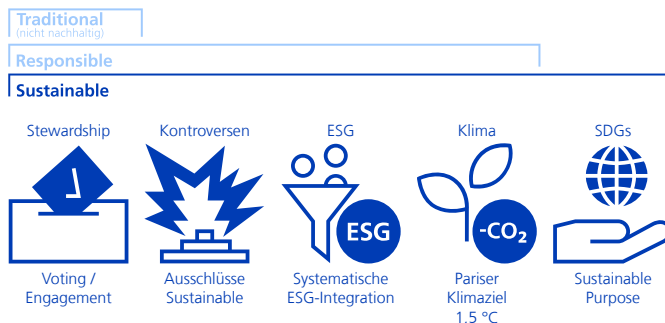 Traditional
(nicht nachhaltig)
Responsible
Sustainable
Stewardship
Kontroversen
ESG
Klima
SDGs
ESG
-CO₂
Voting /
Engagement
Ausschlüsse
Sustainable
Systematische
ESG-Integration
Pariser
Klimaziel
1,5 °C
Sustainable
Purpose